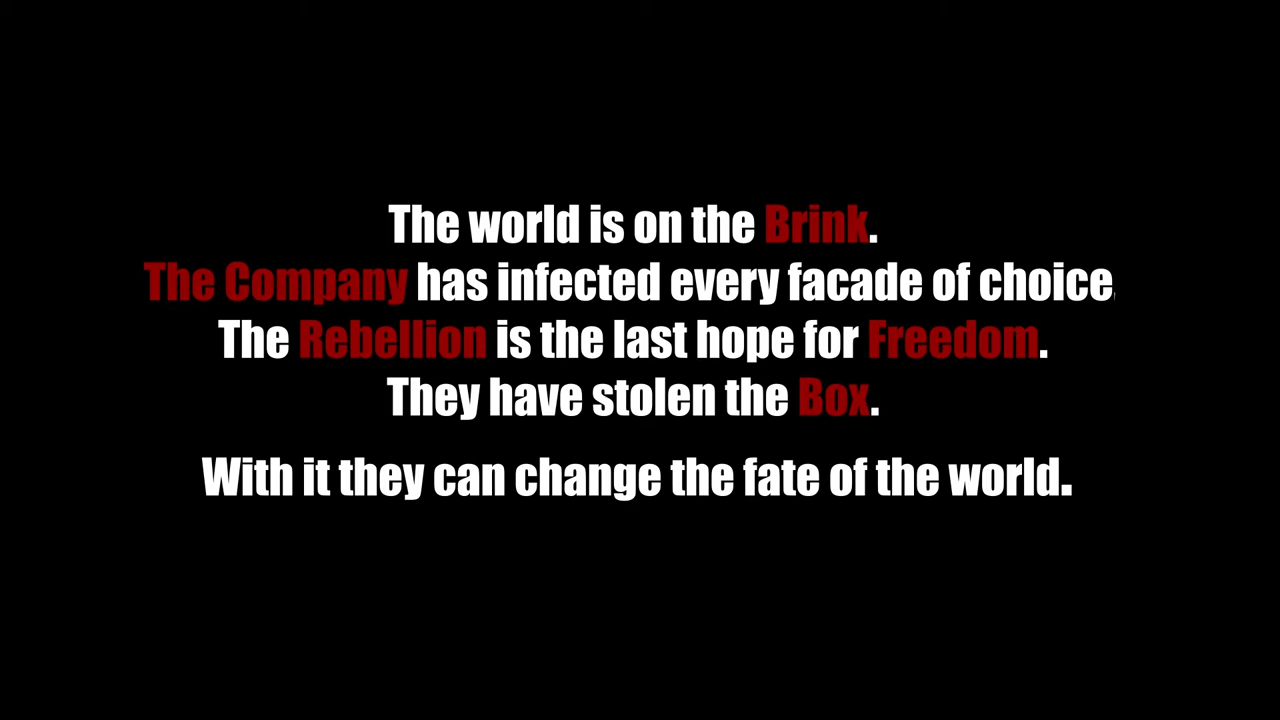 The world is on the Brink.
The Company has infected every facade of choice,
The Rebellion is the last hope for Freedom.
They have stolen the Box.
With it they can change the fate of the world.